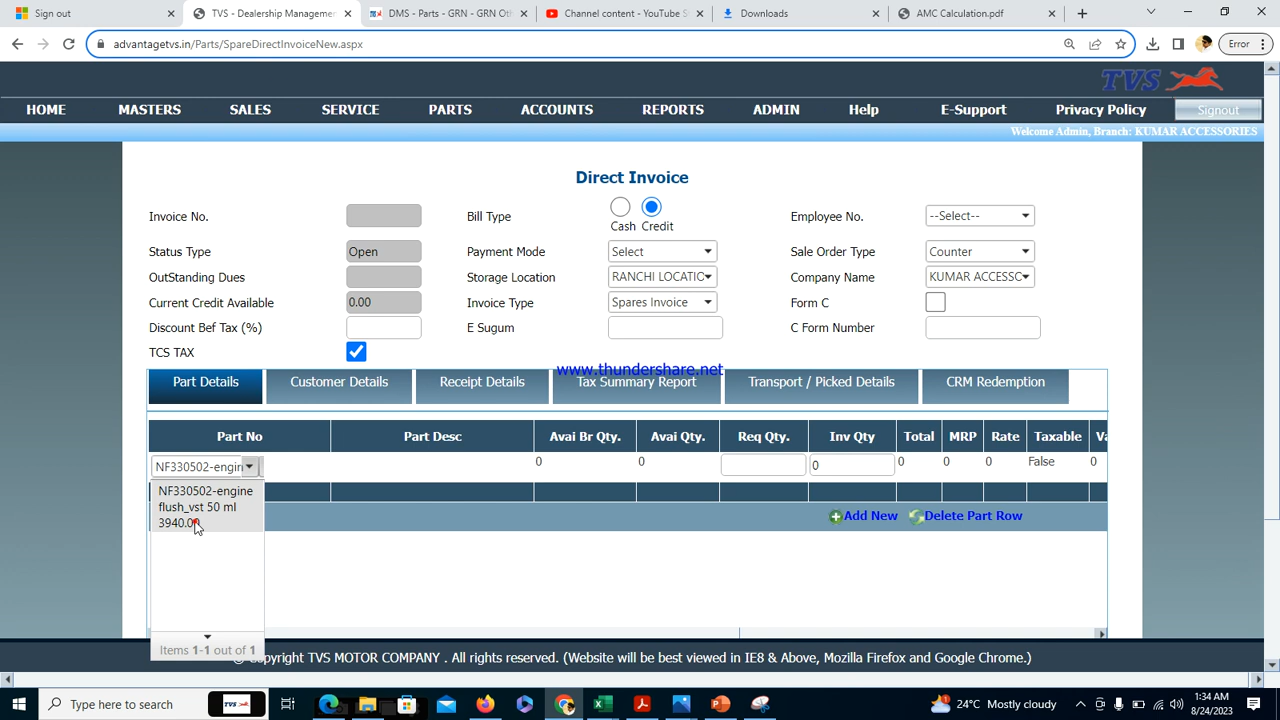 Sign out
TVS - Dealership Managemen
DMS - Parts - GRN - GRN Oth
Channel content - YouTube S
Downloads
AMC Calculation.pdf
advantagetvs.in/Parts/SpareDirectInvoiceNew.aspx
Error
TVS
HOME MASTERS SALES SERVICE PARTS ACCOUNTS REPORTS ADMIN Help E-Support Privacy Policy Signout
Welcome Admin, Branch: KUMAR ACCESSORIES
Direct Invoice
Invoice No. Bill Type Cash Credit Employee No. --Select--
Status Type Open Payment Mode Select Sale Order Type Counter
OutStanding Dues Storage Location RANCHI LOCATIO Company Name KUMAR ACCESSC
Current Credit Available 0.00 Invoice Type Spares Invoice Form C
Discount Bef Tax (%) E Sugum C Form Number
TCS TAX
www.thundershare.net
Part Details Customer Details Receipt Details Tax Summary Report Transport / Picked Details CRM Redemption
Part No Part Desc Avai Br Qty. Avai Qty. Req Qty. Inv Qty Total MRP Rate Taxable Va
NF330502-engin 0 0 0 0 0 0 False 0
NF330502-engine
flush_vst 50 ml
3940.00
Add New Delete Part Row
Items 1-1 out of 1
Copyright TVS MOTOR COMPANY . All rights reserved. (Website will be best viewed in IE8 & Above, Mozilla Firefox and Google Chrome.)
Type here to search
TVS
24°C Mostly cloudy
1:34 AM
8/24/2023